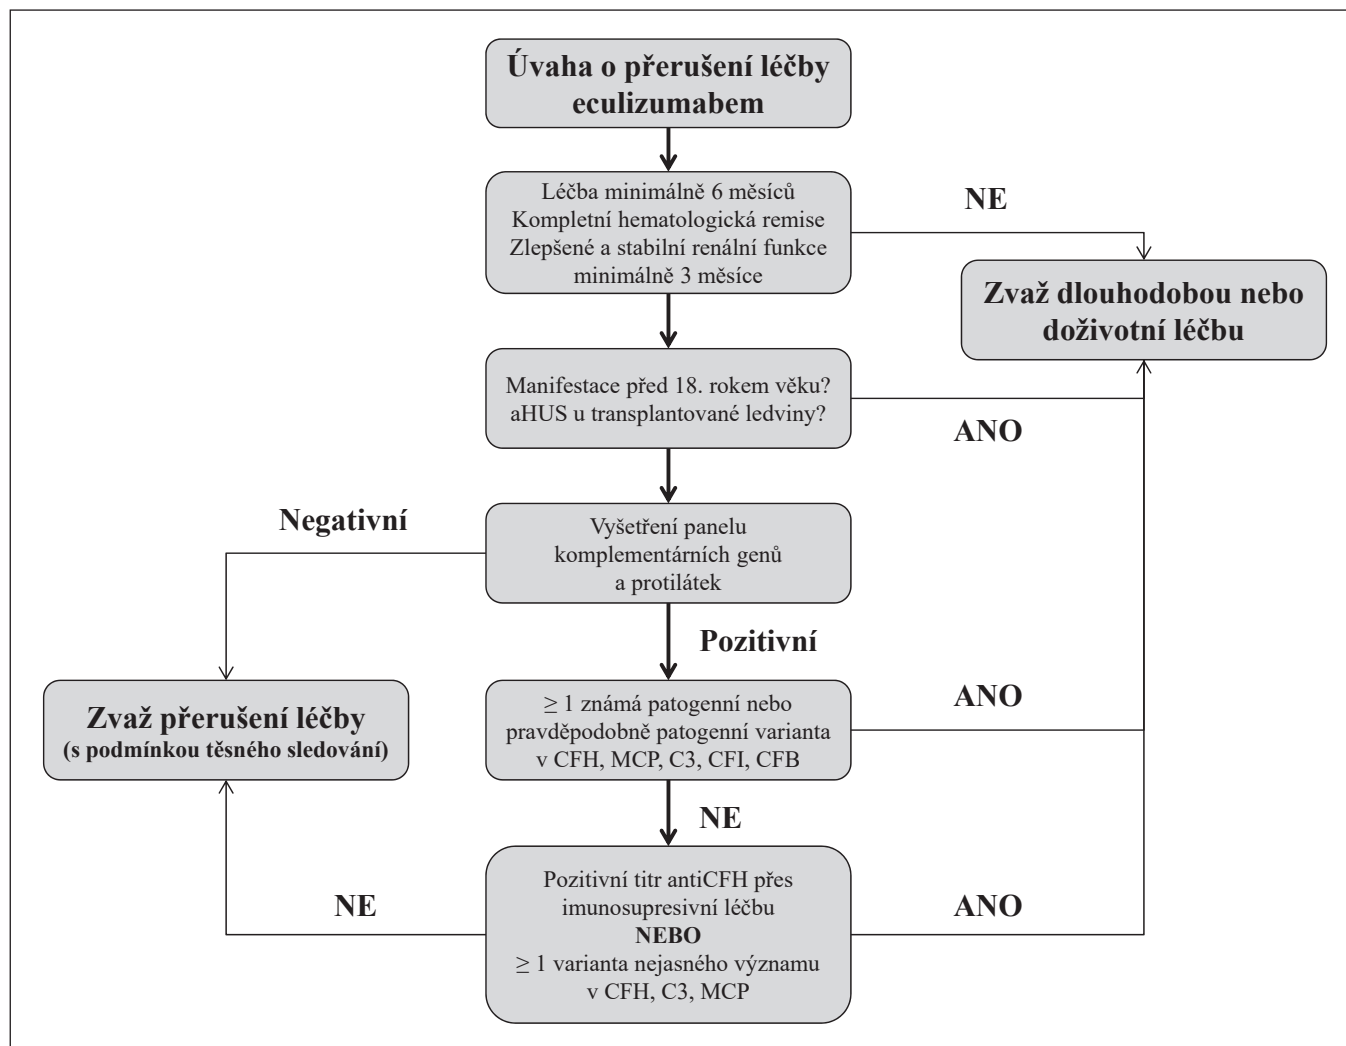 Úvaha o přerušení léčby
eculizumabem
Léčba minimálně 6 měsíců
Kompletní hematologická remise
Zlepšené a stabilní renální funkce
minimálně 3 měsíce
NE
Zvaž dlouhodobou nebo
doživotní léčbu
Manifestace před 18. rokem věku?
aHUS u transplantované ledviny?
ANO
Negativní
Vyšetření panelu
komplementárních genů
a protilátek
Pozitivní
Zvaž přerušení léčby
(s podmínkou těsného sledování)
≥ 1 známá patogenní nebo
pravděpodobně patogenní varianta
v CFH, MCP, C3, CFI, CFB
ANO
NE
Pozitivní titr antiCFH přes
imunosupresivní léčbu
NEBO
≥ 1 varianta nejasného významu
v CFH, C3, MCP
NE
ANO